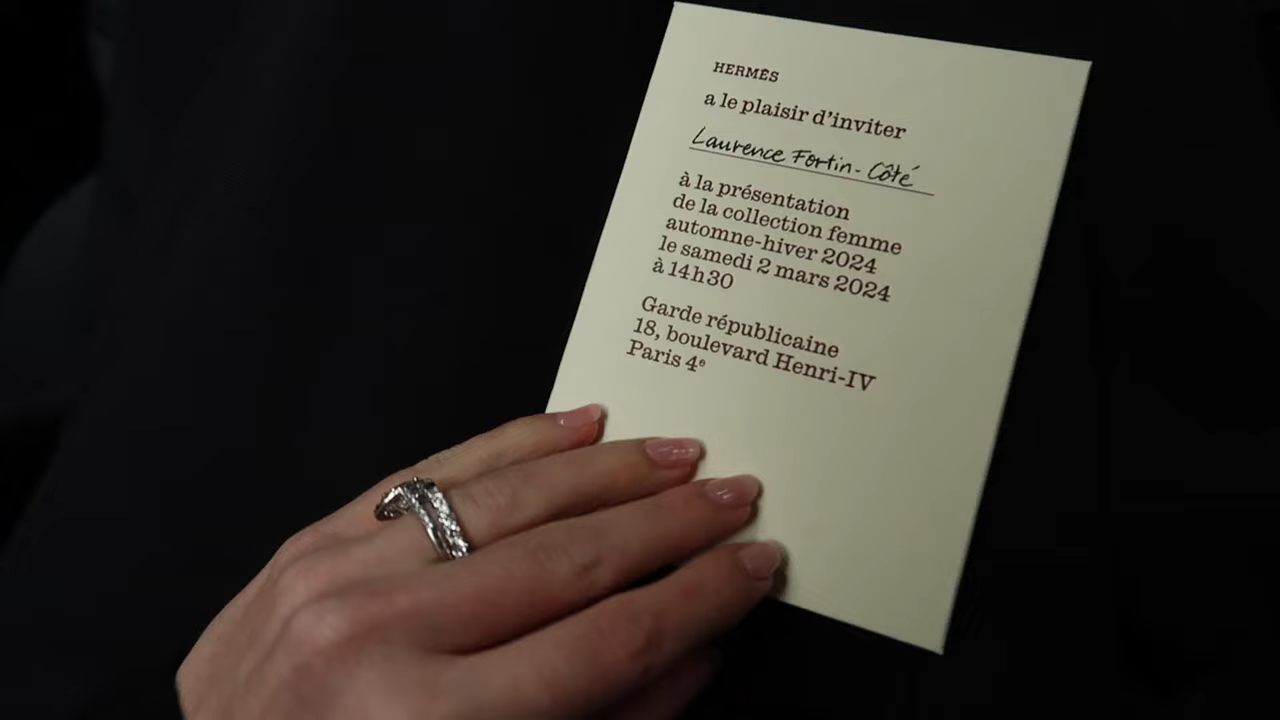 HERMÈS
a le plaisir d'inviter
Laurence Fortin-Côté
à la présentation
de la collection femme
automne-hiver 2024
le samedi 2 mars 2024
à 14h30
Garde républicaine
18, boulevard Henri-IV
Paris 4e